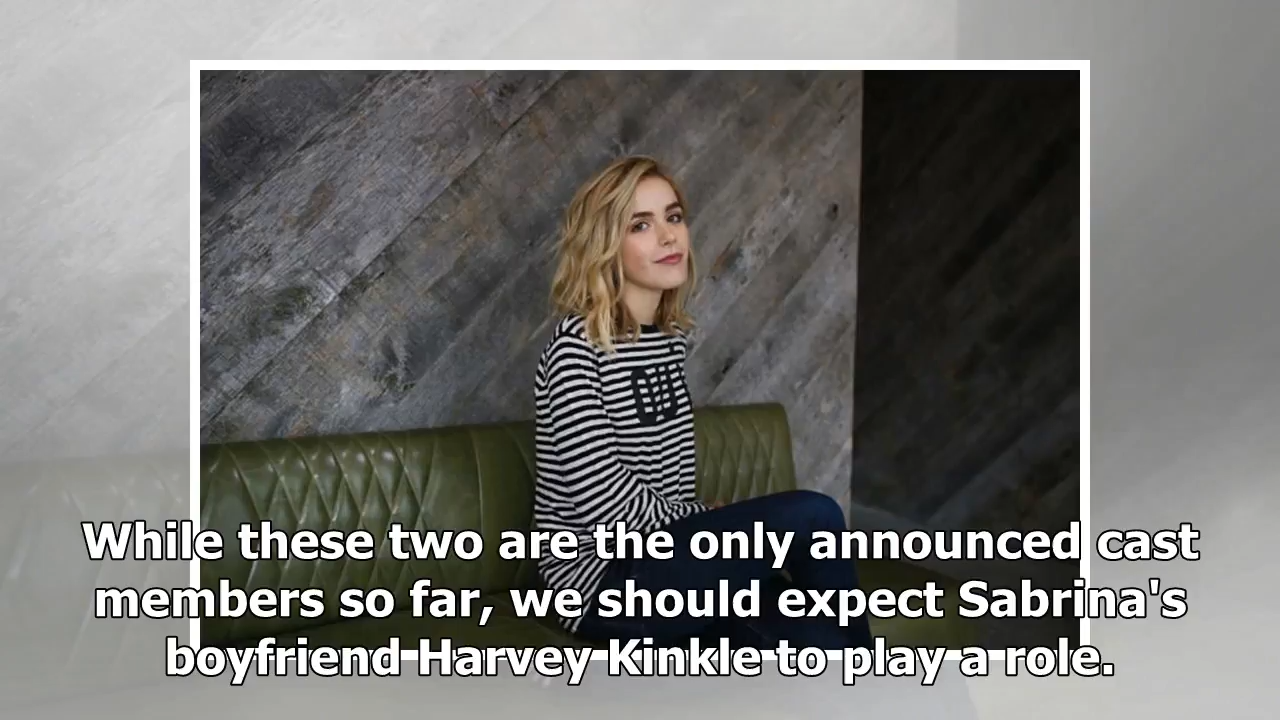 While these two are the only announced cast
members so far, we should expect Sabrina's
boyfriend Harvey Kinkle to play a role.